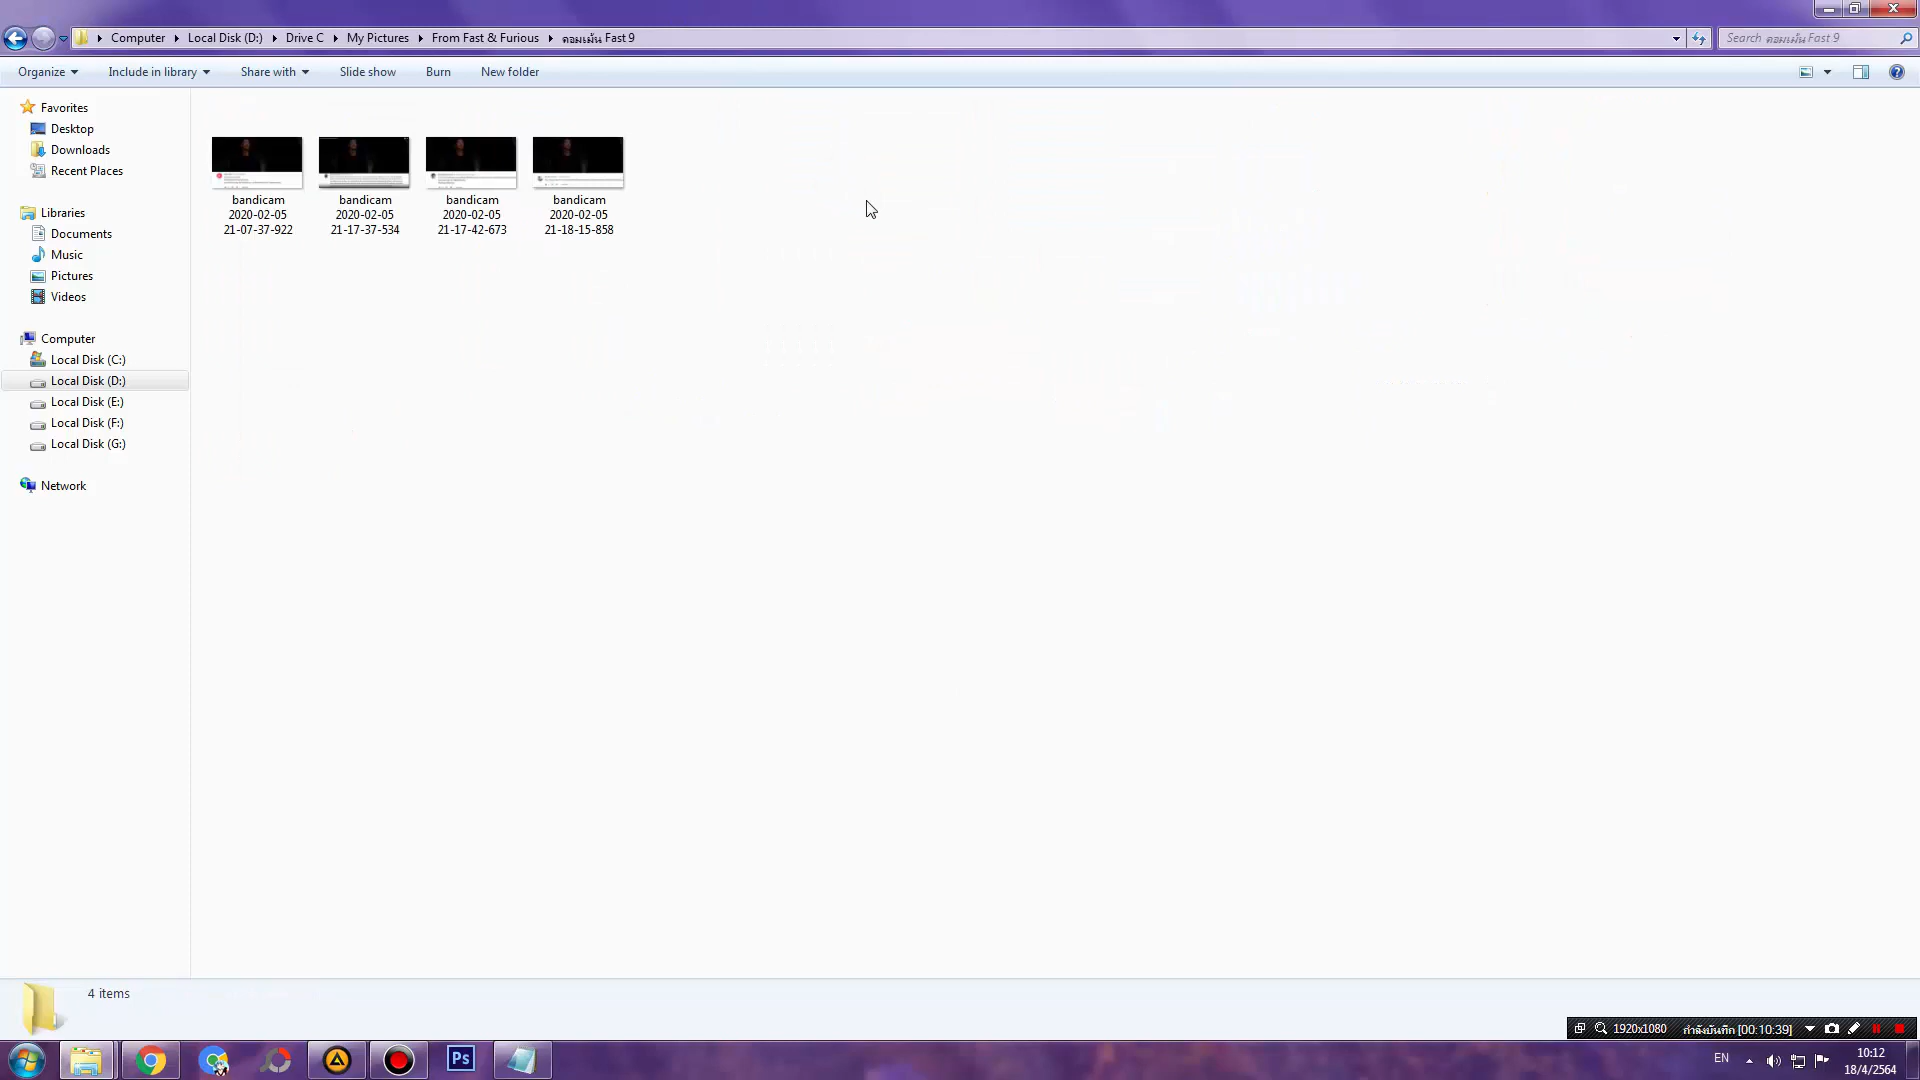 Computer
Local Disk (D:)
Drive C
My Pictures
From Fast & Furious
คอมเม้น Fast 9
Search คอมเม้น Fast 9
Organize
Include in library
Share with
Slide show
Burn
New folder
Favorites
Desktop
Downloads
Recent Places
Libraries
Documents
Music
Pictures
Videos
Computer
Local Disk (C:)
Local Disk (D:)
Local Disk (E:)
Local Disk (F:)
Local Disk (G:)
Network
bandicam
2020-02-05
21-07-37-922
bandicam
2020-02-05
21-17-37-534
bandicam
2020-02-05
21-17-42-673
bandicam
2020-02-05
21-18-15-858
4 items
1920x1080
กำลังบันทึก [00:10:39]
Ps
EN
10:12
18/4/2564